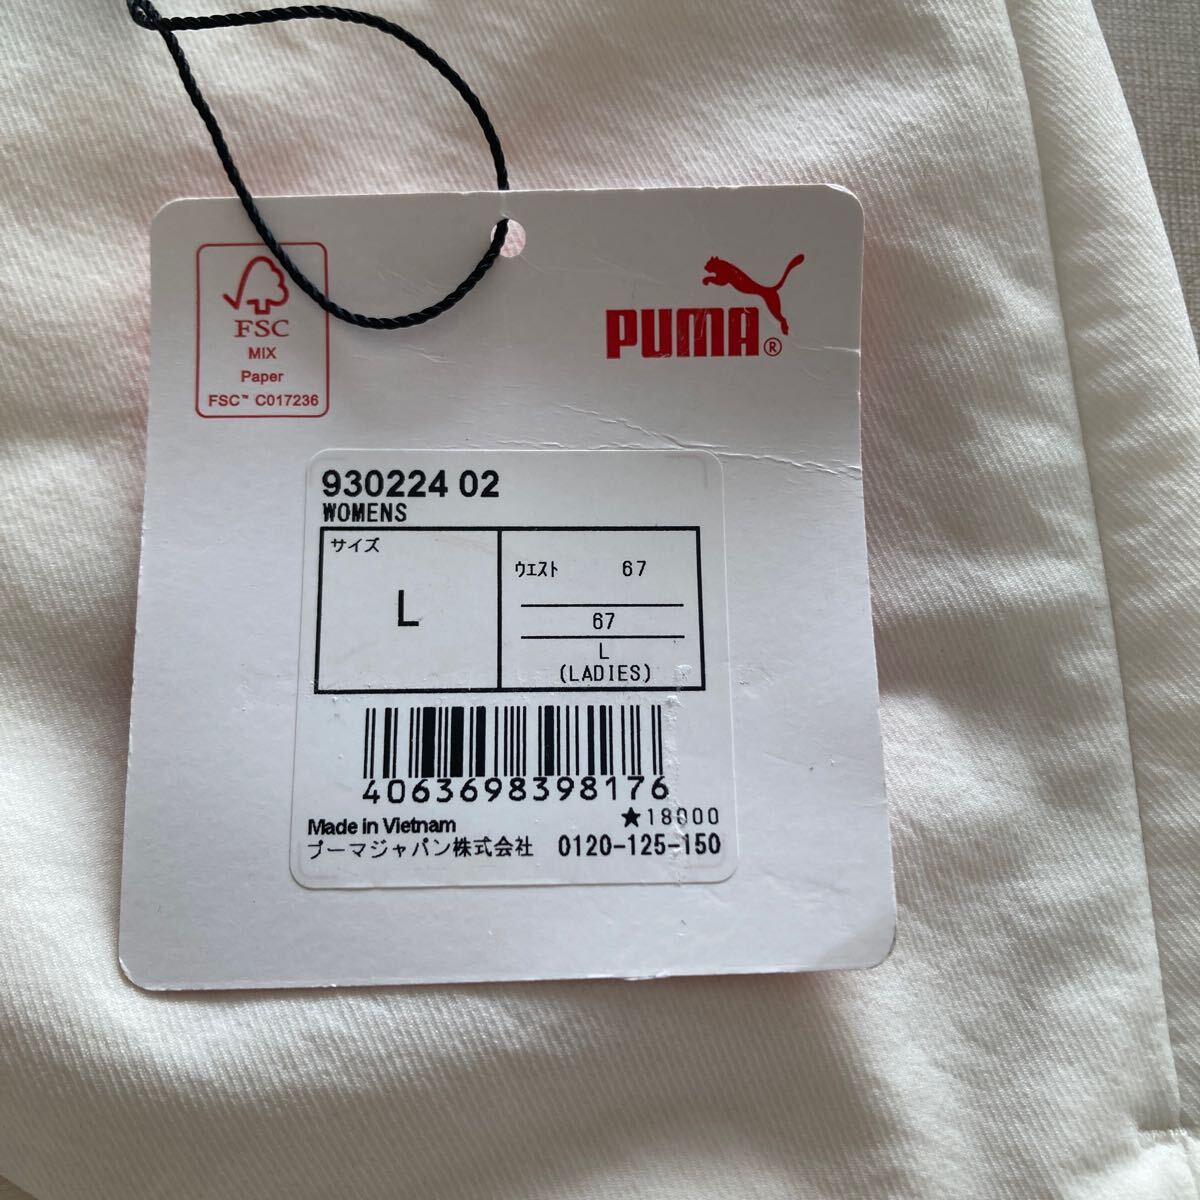 FSC
MIX
Paper
FSC™ C017236
PUMA®
930224 02
WOMENS
サイズ
L
ウエスト 67
67
L
(LADIES)
4063698398176
★18000
Made in Vietnam
プーマジャパン株式会社 0120-125-150